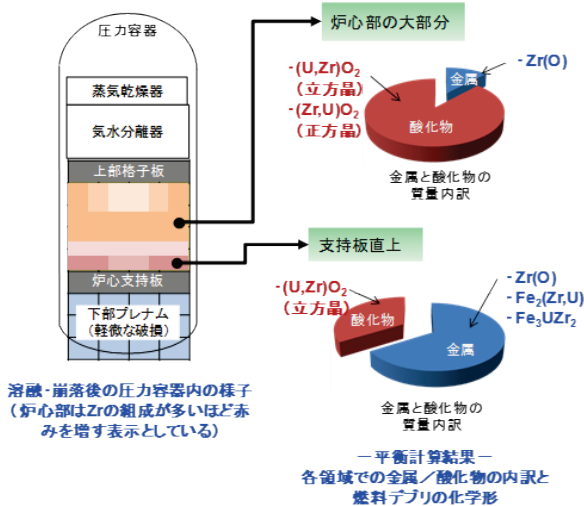 圧力容器
蒸気乾燥器
気水分離器
上部格子板
炉心支持板
下部プレナム
（軽微な破損）
溶融・崩落後の圧力容器内の様子
（炉心部はZrの組成が多いほど赤
みを増す表示としている）
炉心部の大部分
-(U,Zr)O₂
（立方晶）
-(Zr,U)O₂
（正方晶）
金属
- Zr(O)
酸化物
金属と酸化物の
質量内訳
支持板直上
-(U,Zr)O₂
（立方晶）
酸化物
- Zr(O)
- Fe₂(Zr,U)
- Fe₃UZr₂
金属
金属と酸化物の
質量内訳
－平衡計算結果－
各領域での金属／酸化物の内訳と
燃料デブリの化学形